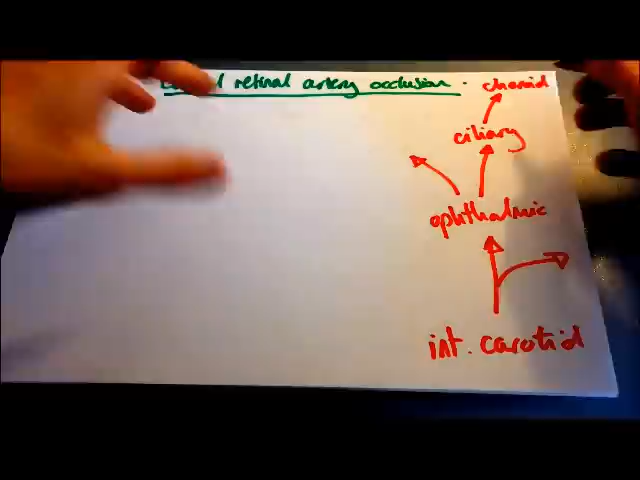 retinal artery occlusion.
choroid
ciliary
ophthalmic
int. carotid